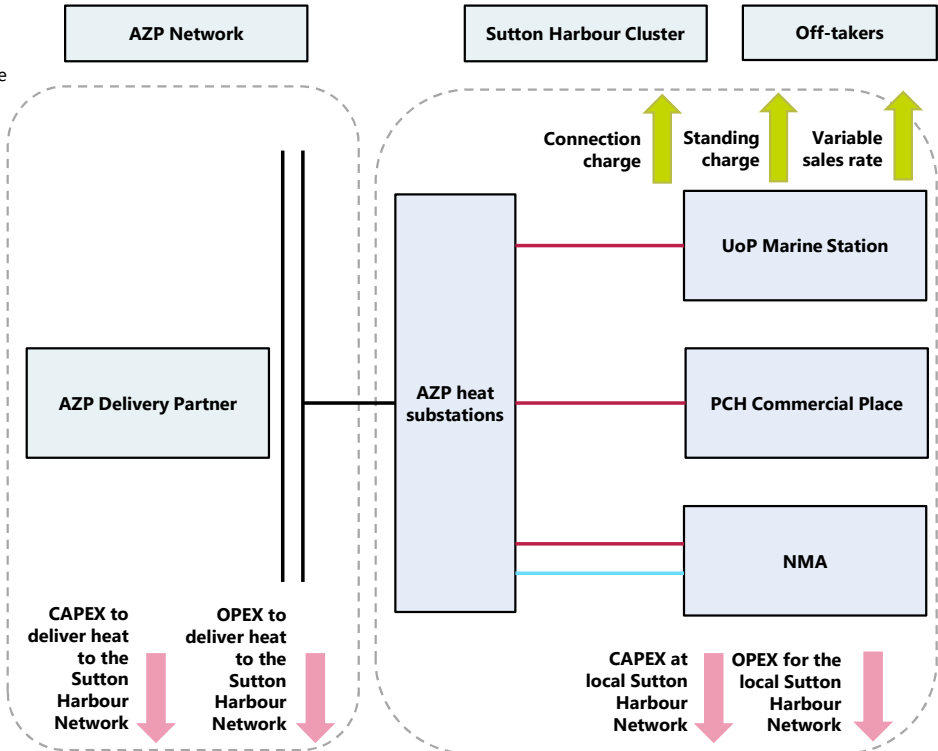 AZP Network
Sutton Harbour Cluster
Off-takers
e
Connection
charge
Standing
charge
Variable
sales rate
UoP Marine Station
AZP Delivery Partner
AZP heat
substations
PCH Commercial Place
NMA
CAPEX to
deliver heat
to the
Sutton
Harbour
Network
OPEX to
deliver heat
to the
Sutton
Harbour
Network
CAPEX at
local Sutton
Harbour
Network
OPEX for the
local Sutton
Harbour
Network